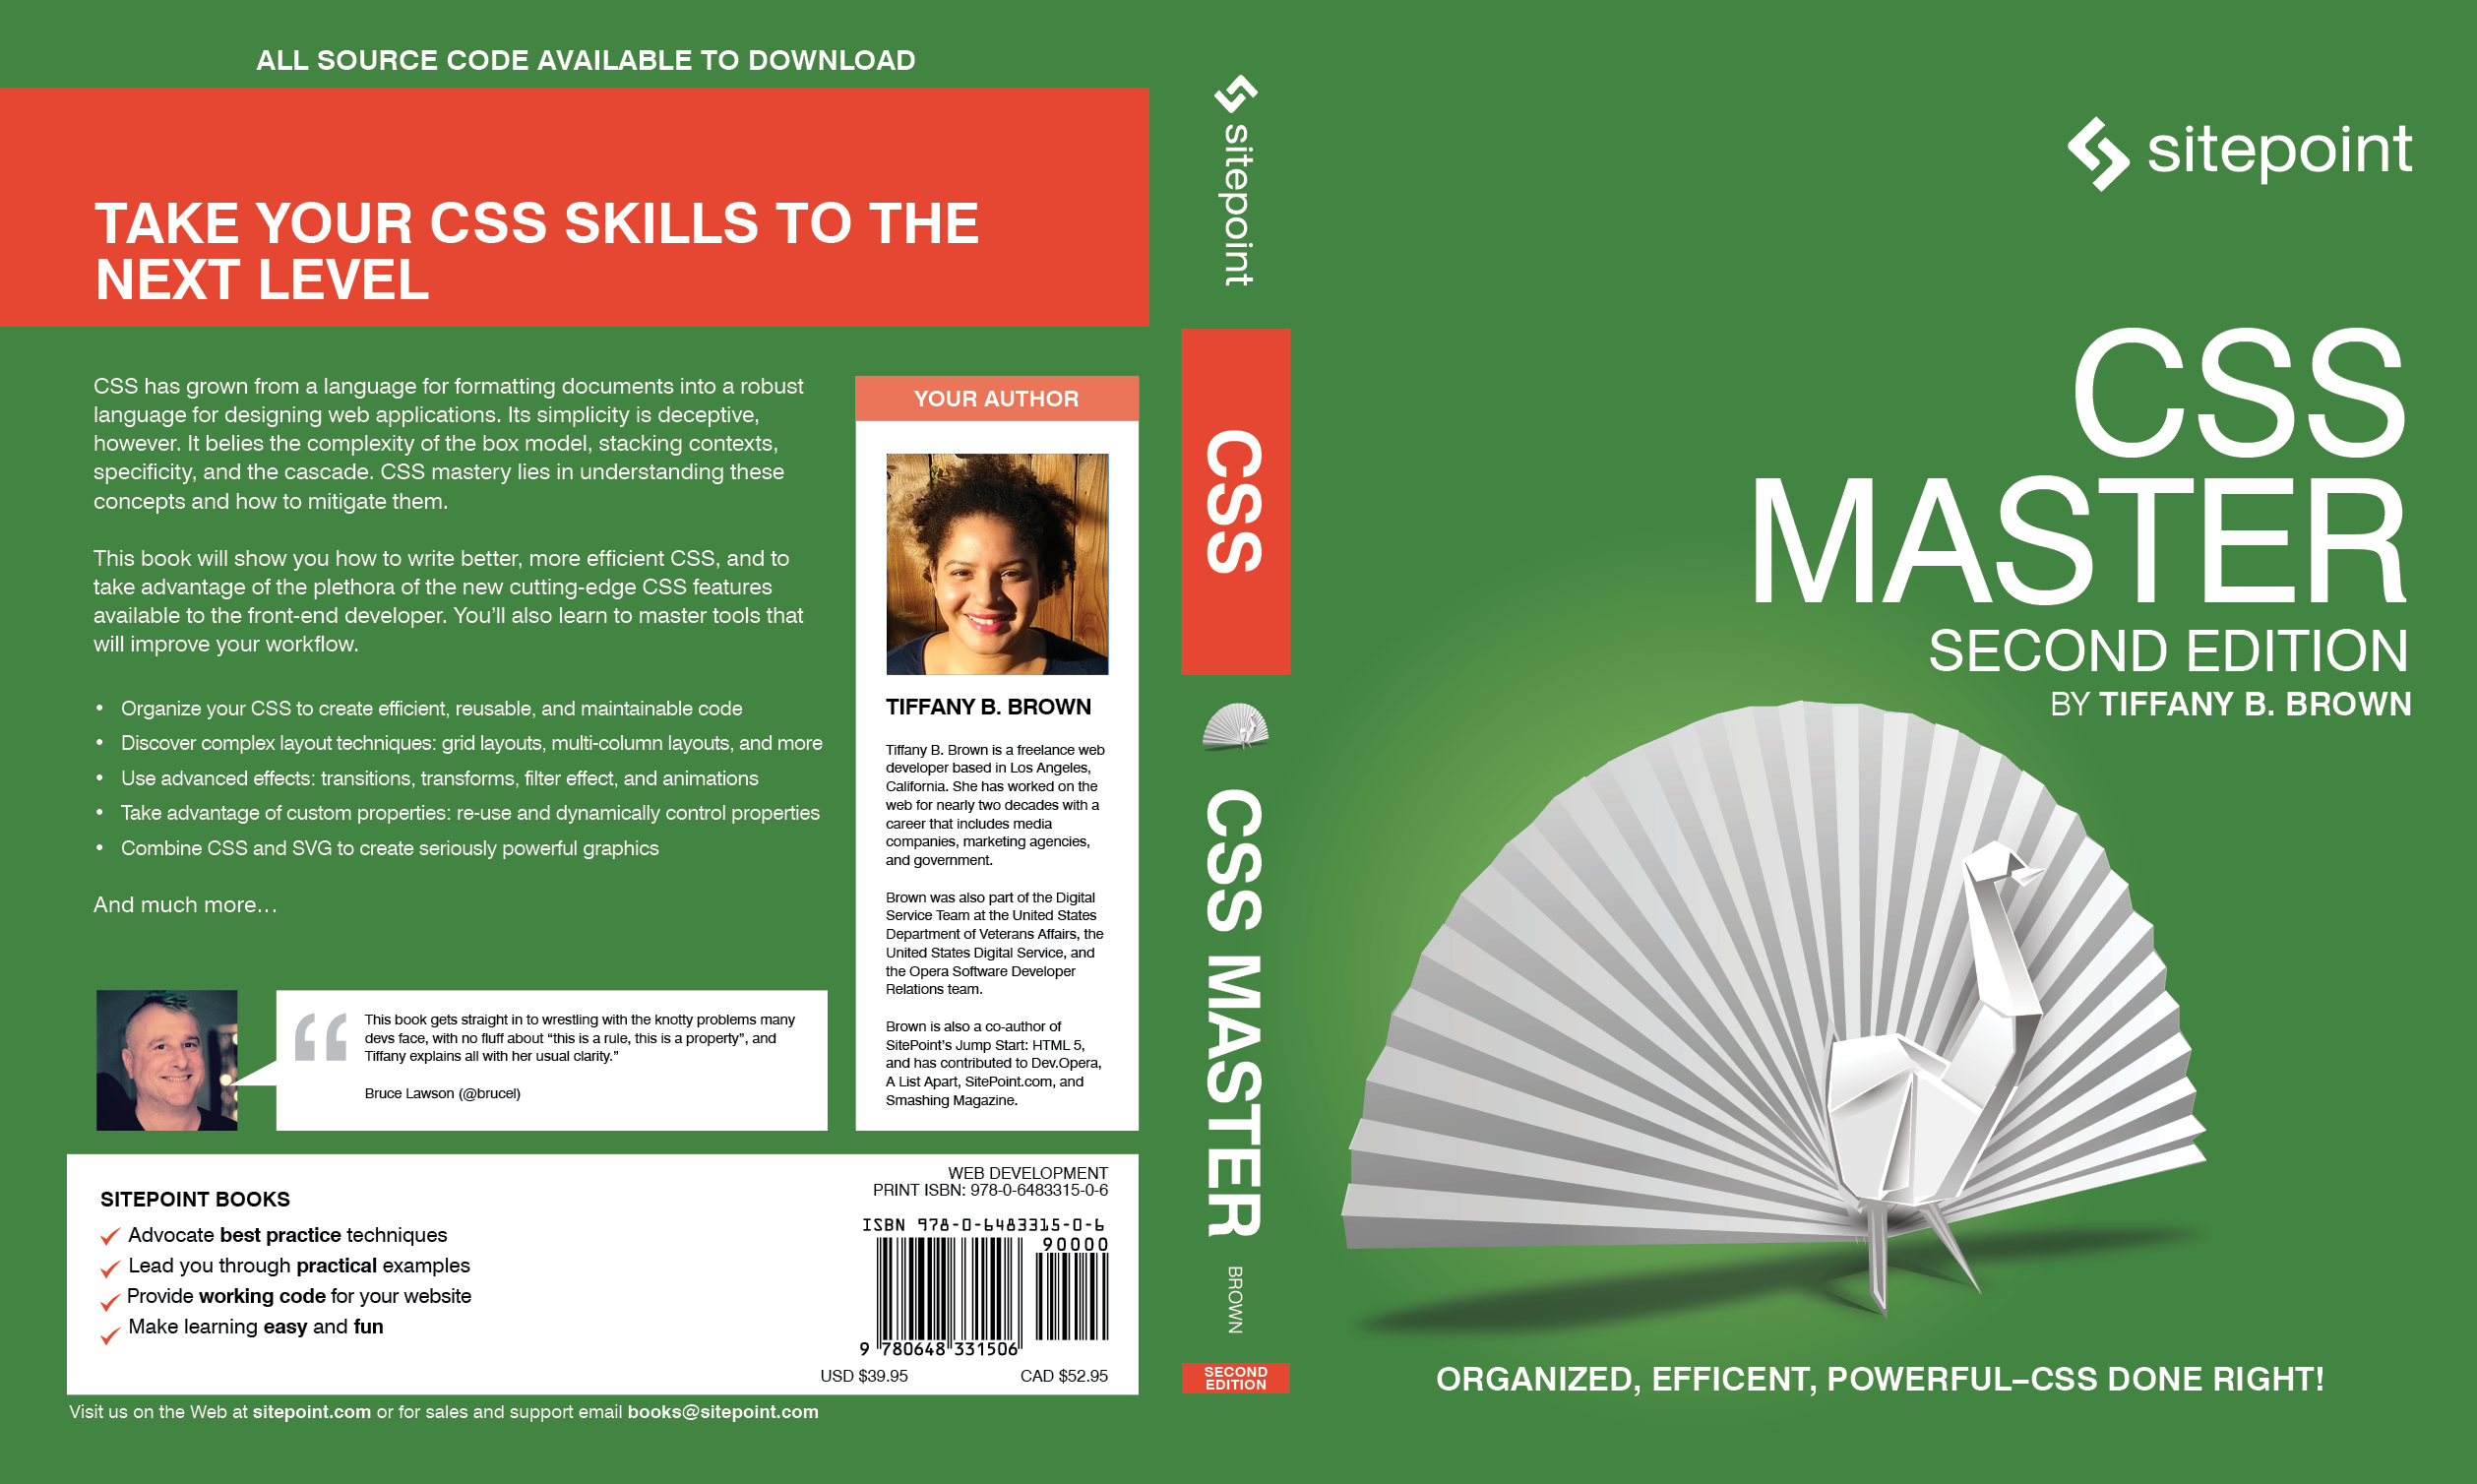 ALL SOURCE CODE AVAILABLE TO DOWNLOAD
TAKE YOUR CSS SKILLS TO THE
NEXT LEVEL
CSS has grown from a language for formatting documents into a robust
language for designing web applications. Its simplicity is deceptive,
however. It belies the complexity of the box model, stacking contexts,
specificity, and the cascade. CSS mastery lies in understanding these
concepts and how to mitigate them.
This book will show you how to write better, more efficient CSS, and to
take advantage of the plethora of the new cutting-edge CSS features
available to the front-end developer. You’ll also learn to master tools that
will improve your workflow.
• Organize your CSS to create efficient, reusable, and maintainable code
• Discover complex layout techniques: grid layouts, multi-column layouts, and more
• Use advanced effects: transitions, transforms, filter effect, and animations
• Take advantage of custom properties: re-use and dynamically control properties
• Combine CSS and SVG to create seriously powerful graphics
And much more…
“
This book gets straight in to wrestling with the knotty problems many
devs face, with no fluff about “this is a rule, this is a property”, and
Tiffany explains all with her usual clarity.”
Bruce Lawson (@brucel)
YOUR AUTHOR
TIFFANY B. BROWN
Tiffany B. Brown is a freelance web
developer based in Los Angeles,
California. She has worked on the
web for nearly two decades with a
career that includes media
companies, marketing agencies,
and government.
Brown was also part of the Digital
Service Team at the United States
Department of Veterans Affairs, the
United States Digital Service, and
the Opera Software Developer
Relations team.
Brown is also a co-author of
SitePoint’s Jump Start: HTML 5,
and has contributed to Dev.Opera,
A List Apart, SitePoint.com, and
Smashing Magazine.
SITEPOINT BOOKS
Advocate best practice techniques
Lead you through practical examples
Provide working code for your website
Make learning easy and fun
WEB DEVELOPMENT
PRINT ISBN: 978-0-6483315-0-6
ISBN 978-0-6483315-0-6
90000
9 780648 331506
USD $39.95 CAD $52.95
Visit us on the Web at sitepoint.com or for sales and support email books@sitepoint.com
sitepoint
CSS
CSS MASTER
BROWN
SECOND
EDITION
sitepoint
CSS
MASTER
SECOND EDITION
BY TIFFANY B. BROWN
ORGANIZED, EFFICENT, POWERFUL–CSS DONE RIGHT!